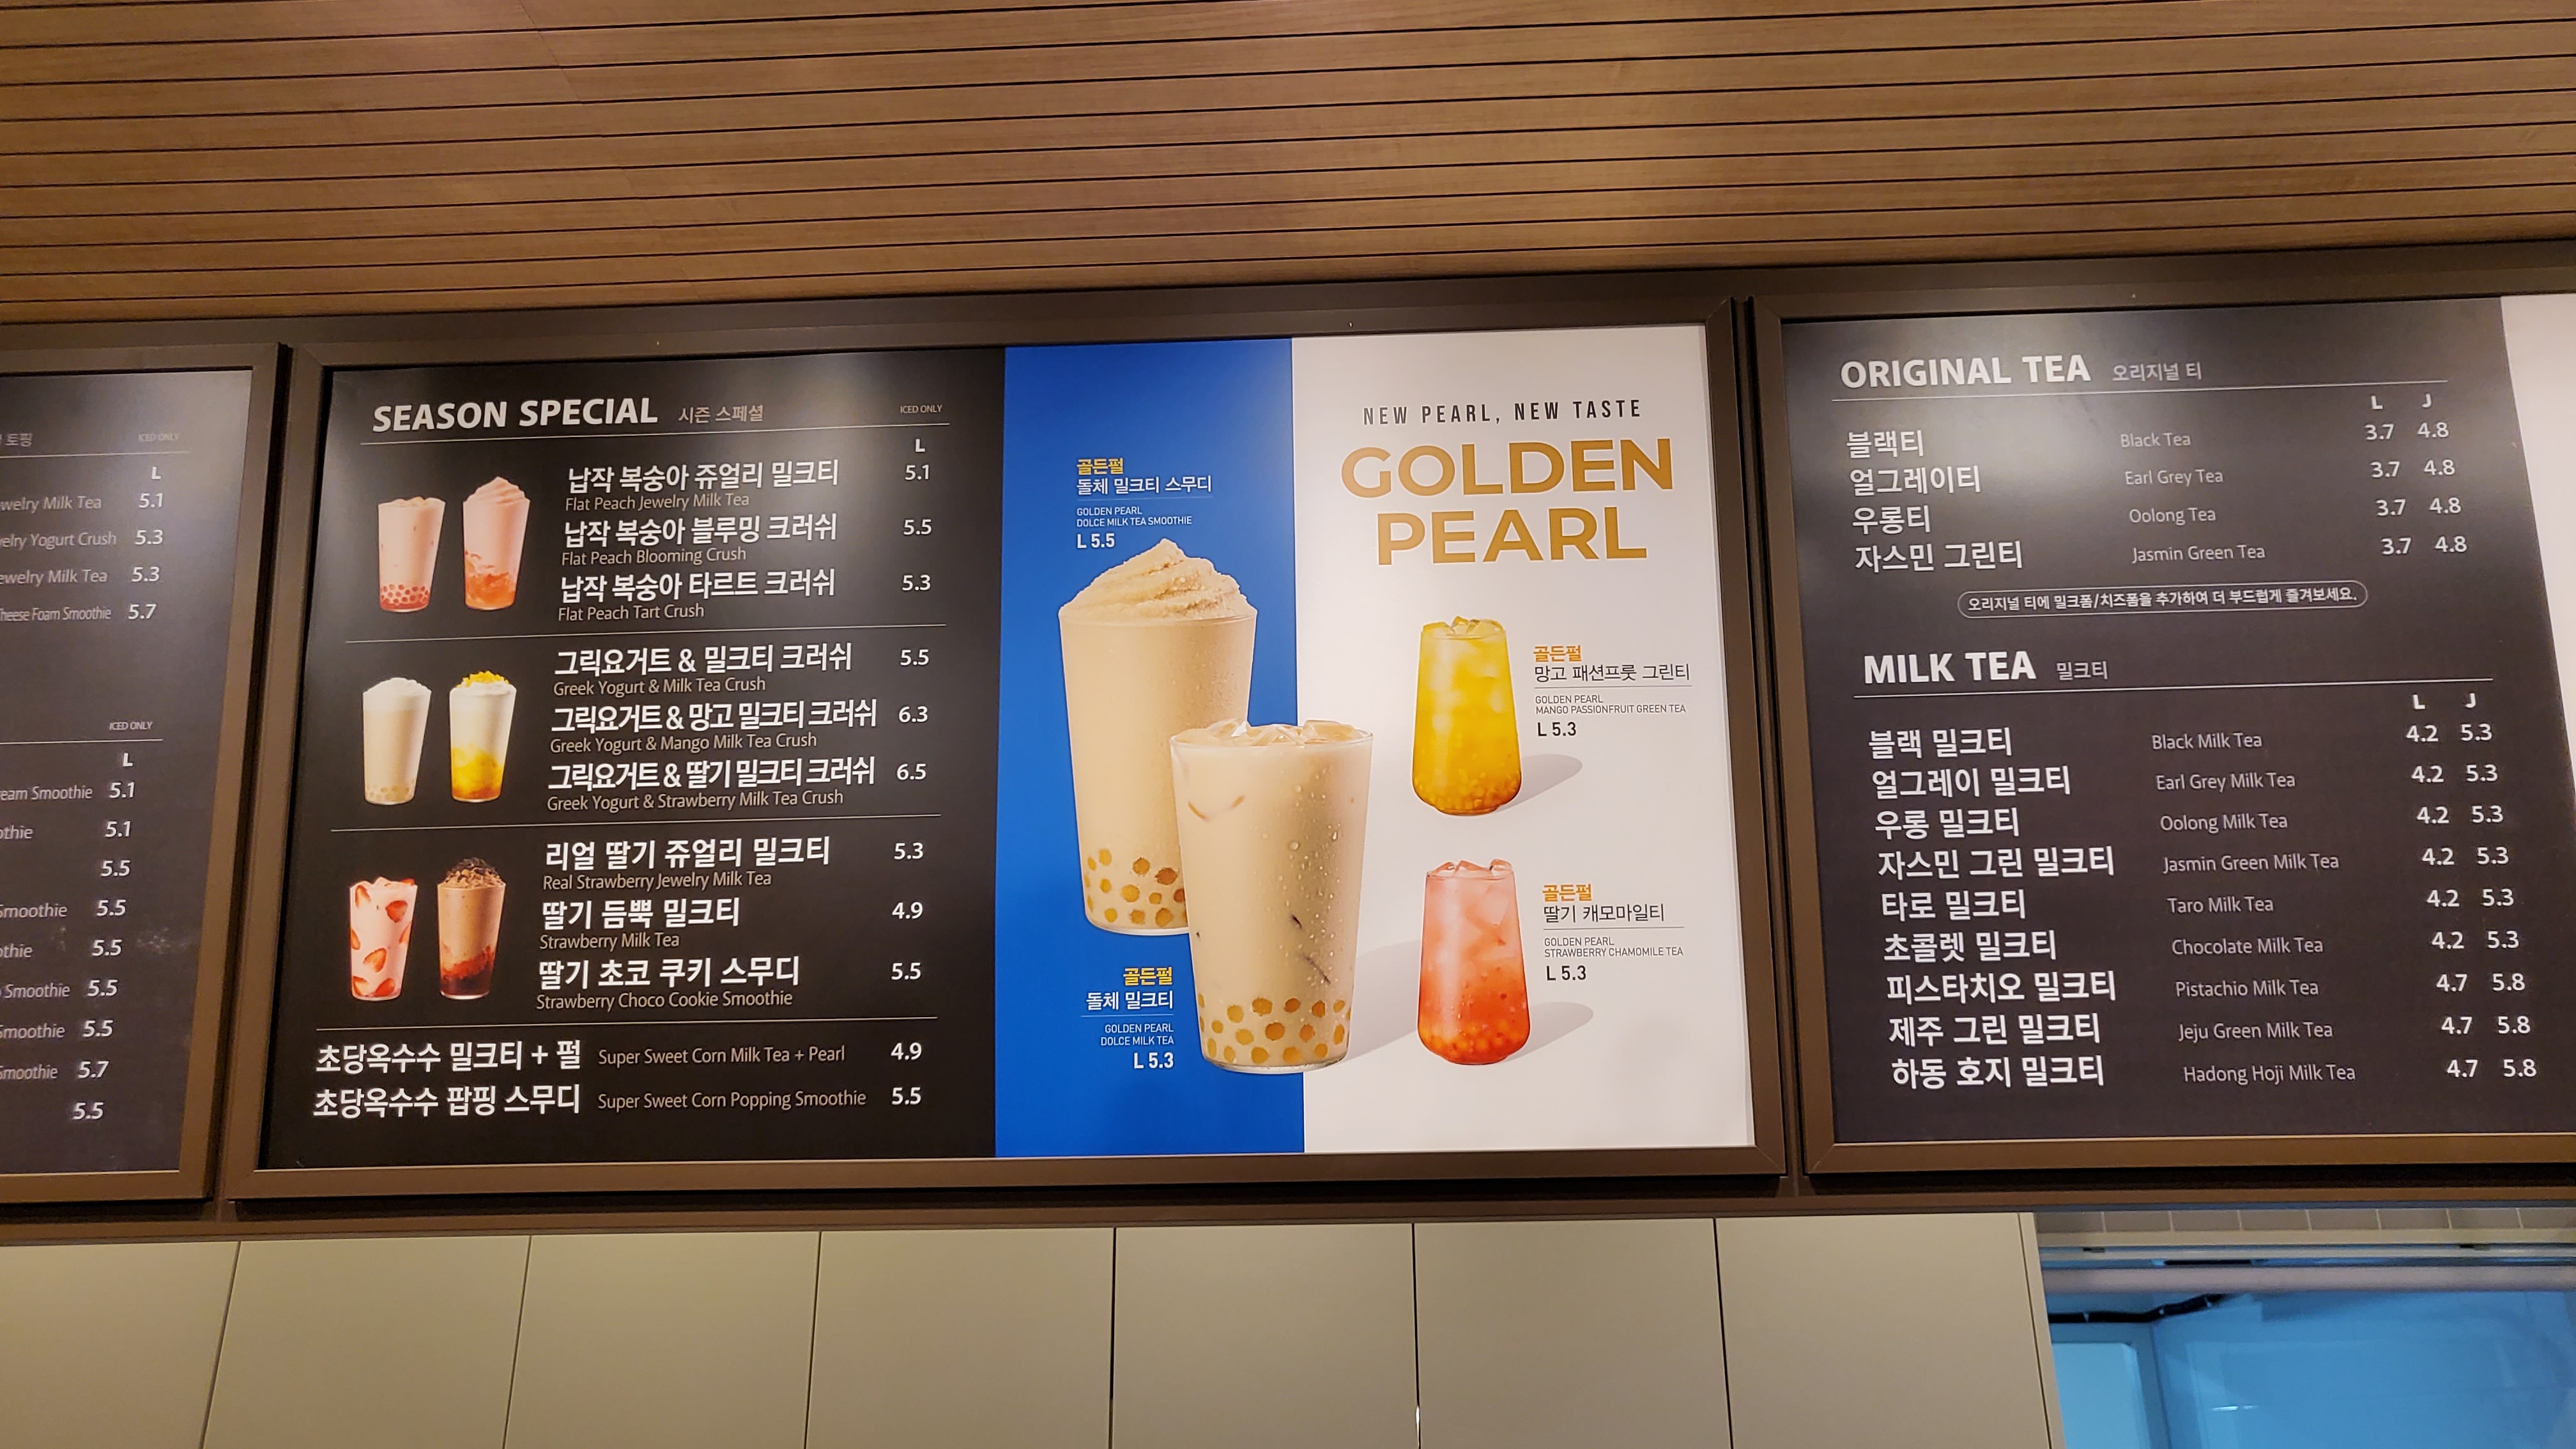 토핑 ICED ONLY
L
Milk Tea 5.1
Yogurt Crush 5.3
Milk Tea 5.3
Foam Smoothie 5.7
ICED ONLY
L
Smoothie 5.1
5.1
5.5
Smoothie 5.5
5.5
Smoothie 5.5
Smoothie 5.5
Smoothie 5.7
5.5
SEASON SPECIAL 시즌 스페셜 ICED ONLY
L
납작 복숭아 쥬얼리 밀크티 5.1
Flat Peach Jewelry Milk Tea
납작 복숭아 블루밍 크러쉬 5.5
Flat Peach Blooming Crush
납작 복숭아 타르트 크러쉬 5.3
Flat Peach Tart Crush
그릭요거트 & 밀크티 크러쉬 5.5
Greek Yogurt & Milk Tea Crush
그릭요거트 & 망고 밀크티 크러쉬 6.3
Greek Yogurt & Mango Milk Tea Crush
그릭요거트 & 딸기 밀크티 크러쉬 6.5
Greek Yogurt & Strawberry Milk Tea Crush
리얼 딸기 쥬얼리 밀크티 5.3
Real Strawberry Jewelry Milk Tea
딸기 듬뿍 밀크티 4.9
Strawberry Milk Tea
딸기 초코 쿠키 스무디 5.5
Strawberry Choco Cookie Smoothie
초당옥수수 밀크티 + 펄 Super Sweet Corn Milk Tea + Pearl 4.9
초당옥수수 팝핑 스무디 Super Sweet Corn Popping Smoothie 5.5
골든펄
돌체 밀크티 스무디
GOLDEN PEARL
DOLCE MILK TEA SMOOTHIE
L 5.5
골든펄
돌체 밀크티
GOLDEN PEARL
DOLCE MILK TEA
L 5.3
NEW PEARL, NEW TASTE
GOLDEN
PEARL
골든펄
망고 패션프룻 그린티
GOLDEN PEARL
MANGO PASSIONFRUIT GREEN TEA
L 5.3
골든펄
딸기 캐모마일티
GOLDEN PEARL
STRAWBERRY CHAMOMILE TEA
L 5.3
ORIGINAL TEA 오리지널 티
L J
블랙티 Black Tea 3.7 4.8
얼그레이티 Earl Grey Tea 3.7 4.8
우롱티 Oolong Tea 3.7 4.8
자스민 그린티 Jasmin Green Tea 3.7 4.8
오리지널 티에 밀크폼/치즈폼을 추가하여 더 부드럽게 즐겨보세요.
MILK TEA 밀크티
L J
블랙 밀크티 Black Milk Tea 4.2 5.3
얼그레이 밀크티 Earl Grey Milk Tea 4.2 5.3
우롱 밀크티 Oolong Milk Tea 4.2 5.3
자스민 그린 밀크티 Jasmin Green Milk Tea 4.2 5.3
타로 밀크티 Taro Milk Tea 4.2 5.3
초콜렛 밀크티 Chocolate Milk Tea 4.2 5.3
피스타치오 밀크티 Pistachio Milk Tea 4.7 5.8
제주 그린 밀크티 Jeju Green Milk Tea 4.7 5.8
하동 호지 밀크티 Hadong Hoji Milk Tea 4.7 5.8